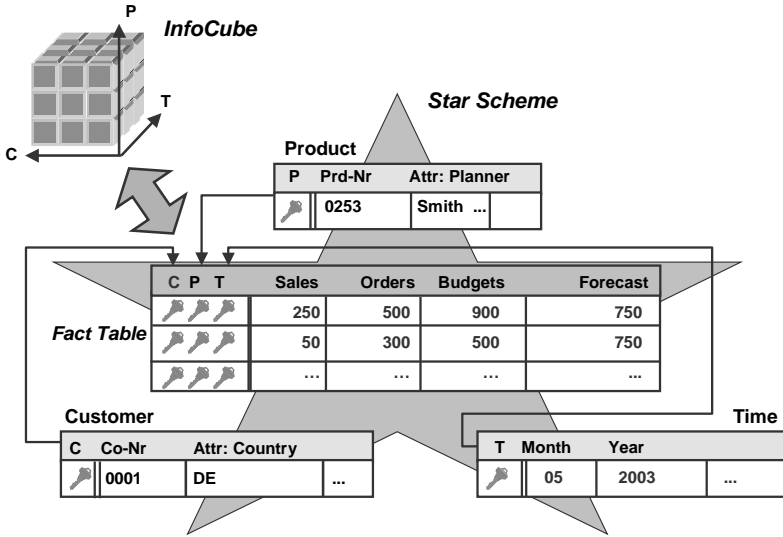 P
InfoCube
T
C
Star Scheme
Product
P Prd-Nr Attr: Planner
0253 Smith ...
C P T Sales Orders Budgets Forecast
250 500 900 750
Fact Table
50 300 500 750
... ... ... ...
Customer
C Co-Nr Attr: Country
0001 DE ...
Time
T Month Year
05 2003 ...